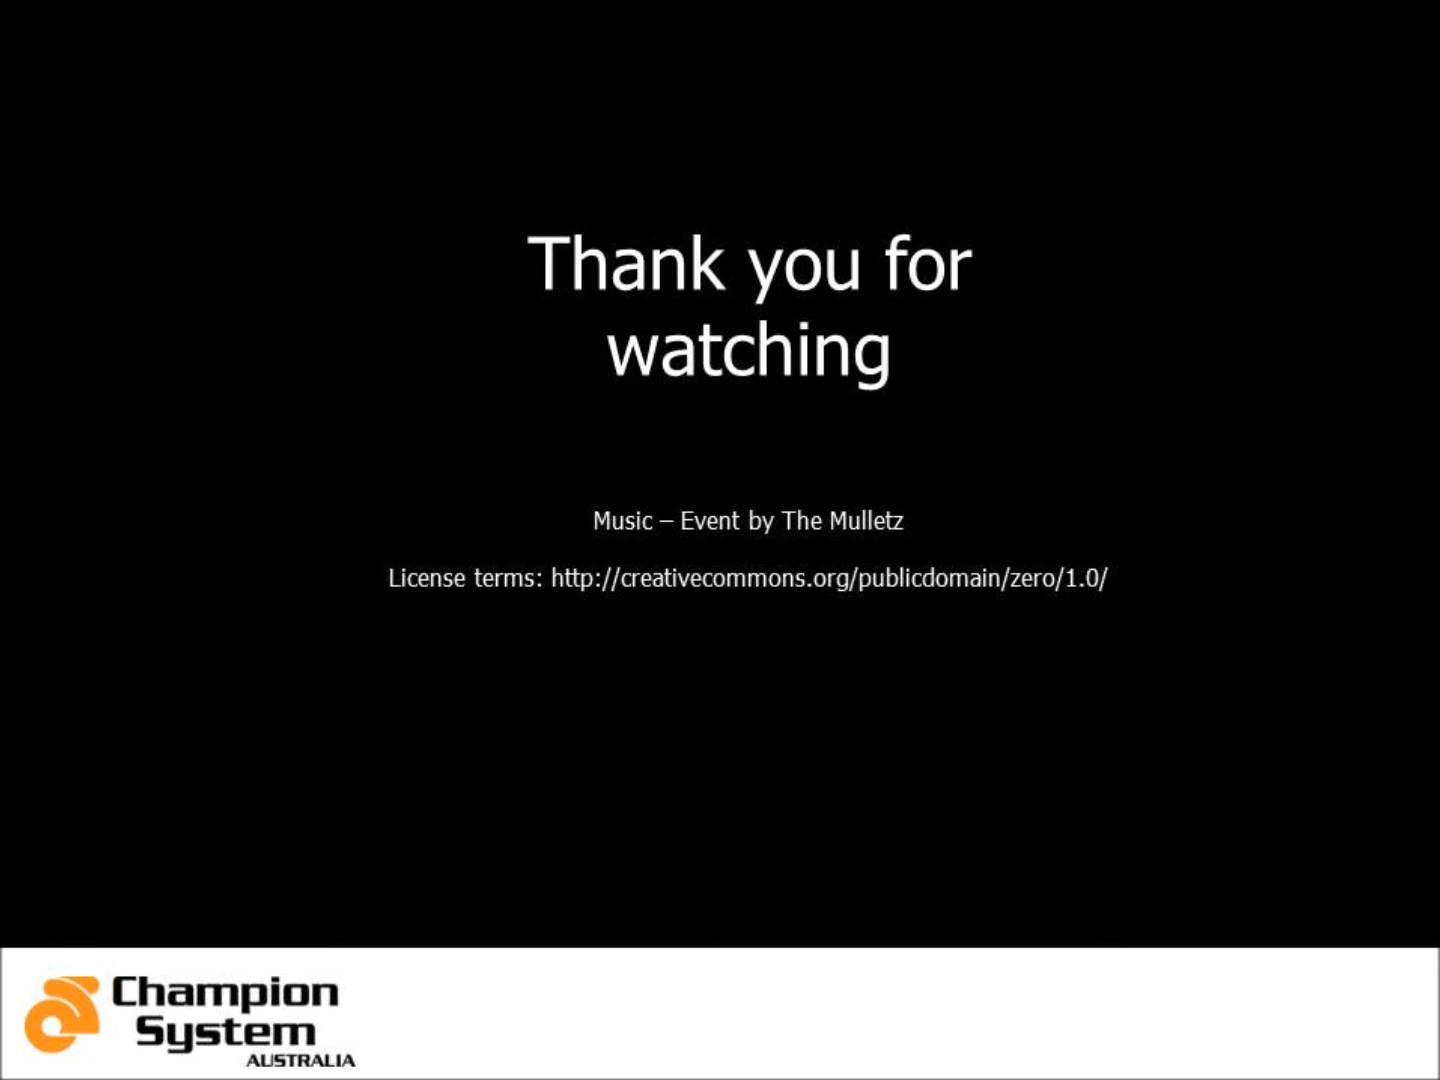 Thank you for
watching
Music – Event by The Mulletz
License terms: http://creativecommons.org/publicdomain/zero/1.0/
Champion
System
AUSTRALIA